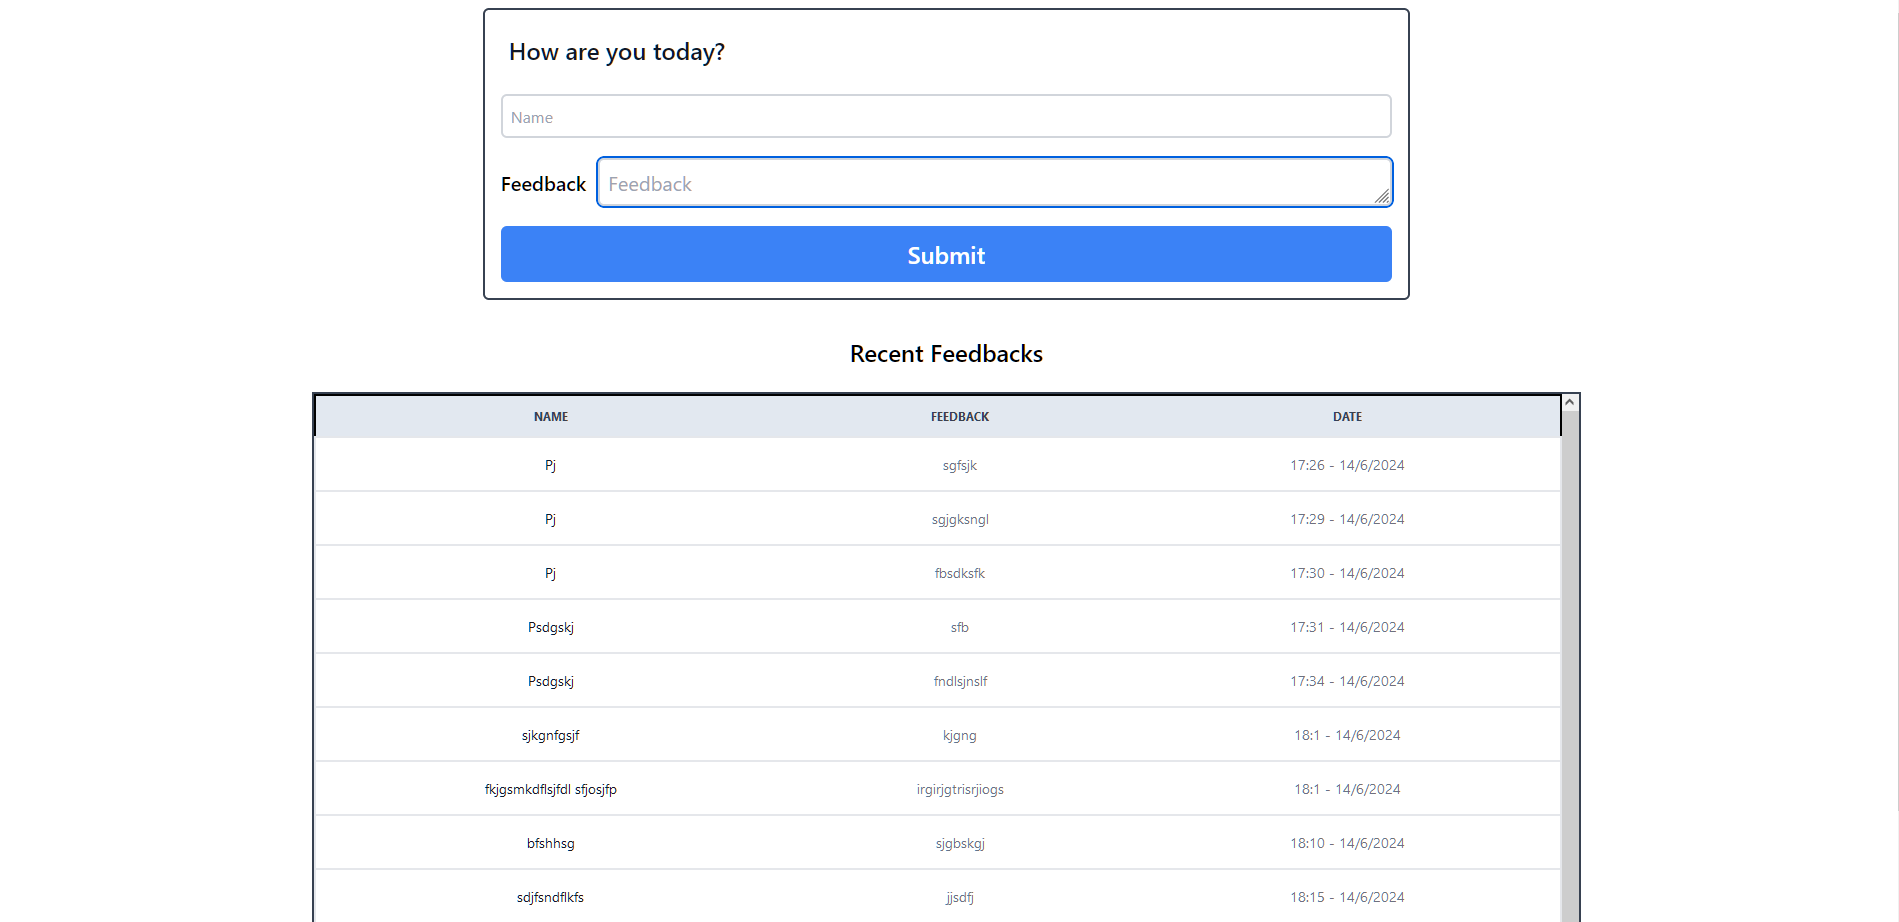 How are you today?
Name
Feedback Feedback
Submit
Recent Feedbacks
NAME FEEDBACK DATE
Pj sgfsjk 17:26 - 14/6/2024
Pj sgjgksngl 17:29 - 14/6/2024
Pj fbsdksfk 17:30 - 14/6/2024
Psdgskj sfb 17:31 - 14/6/2024
Psdgskj fndlsjnslf 17:34 - 14/6/2024
sjkgnfgsjf kjgng 18:1 - 14/6/2024
fkjgsmkdflsjfdl sfjosjfp irgirjgtrisrjiogs 18:1 - 14/6/2024
bfshhsg sjgbskgj 18:10 - 14/6/2024
sdjfsndflkfs jjsdfj 18:15 - 14/6/2024